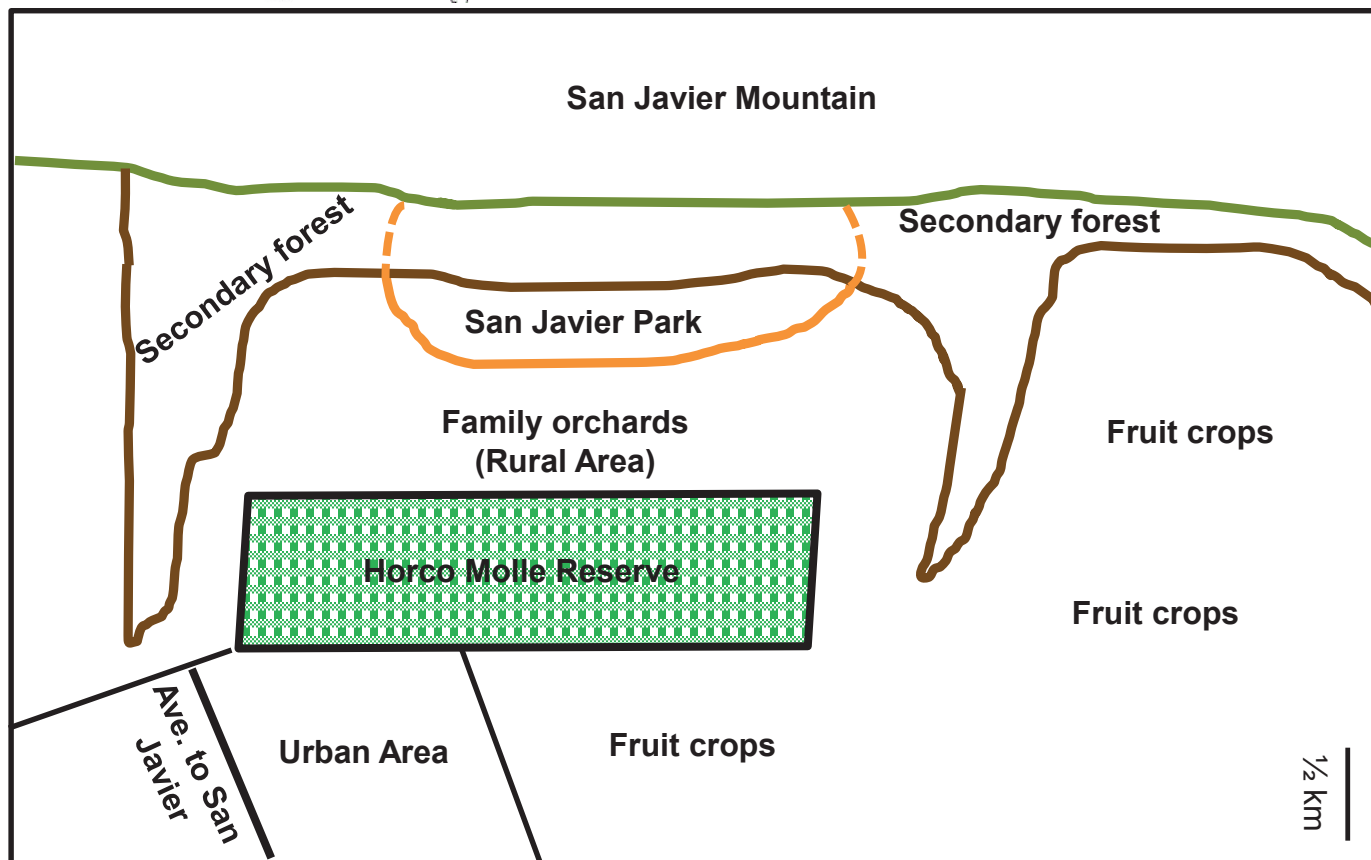 San Javier Mountain
Secondary forest
Secondary forest
San Javier Park
Family orchards
(Rural Area)
Fruit crops
Horco Molle Reserve
Fruit crops
Ave. to San
Javier
Urban Area
Fruit crops
½ km